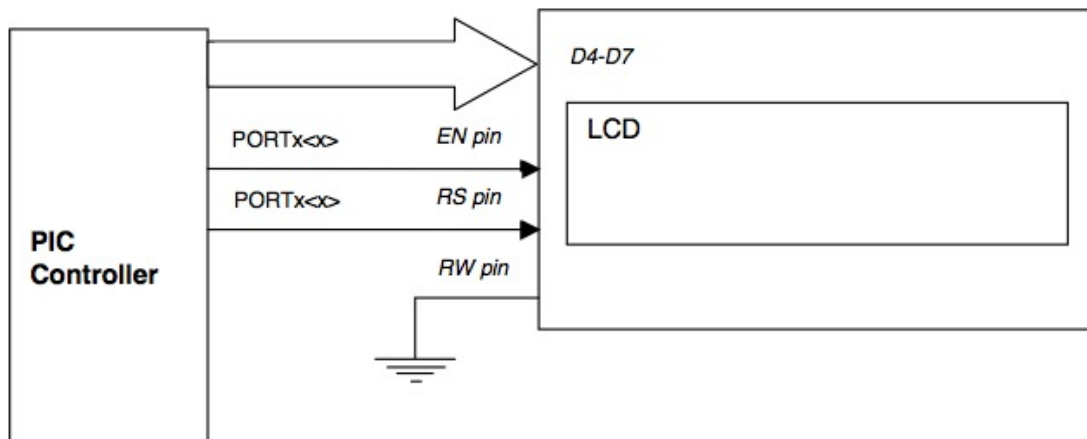 D4-D7
LCD
PORTx<x> EN pin
PORTx<x> RS pin
RW pin
PIC
Controller